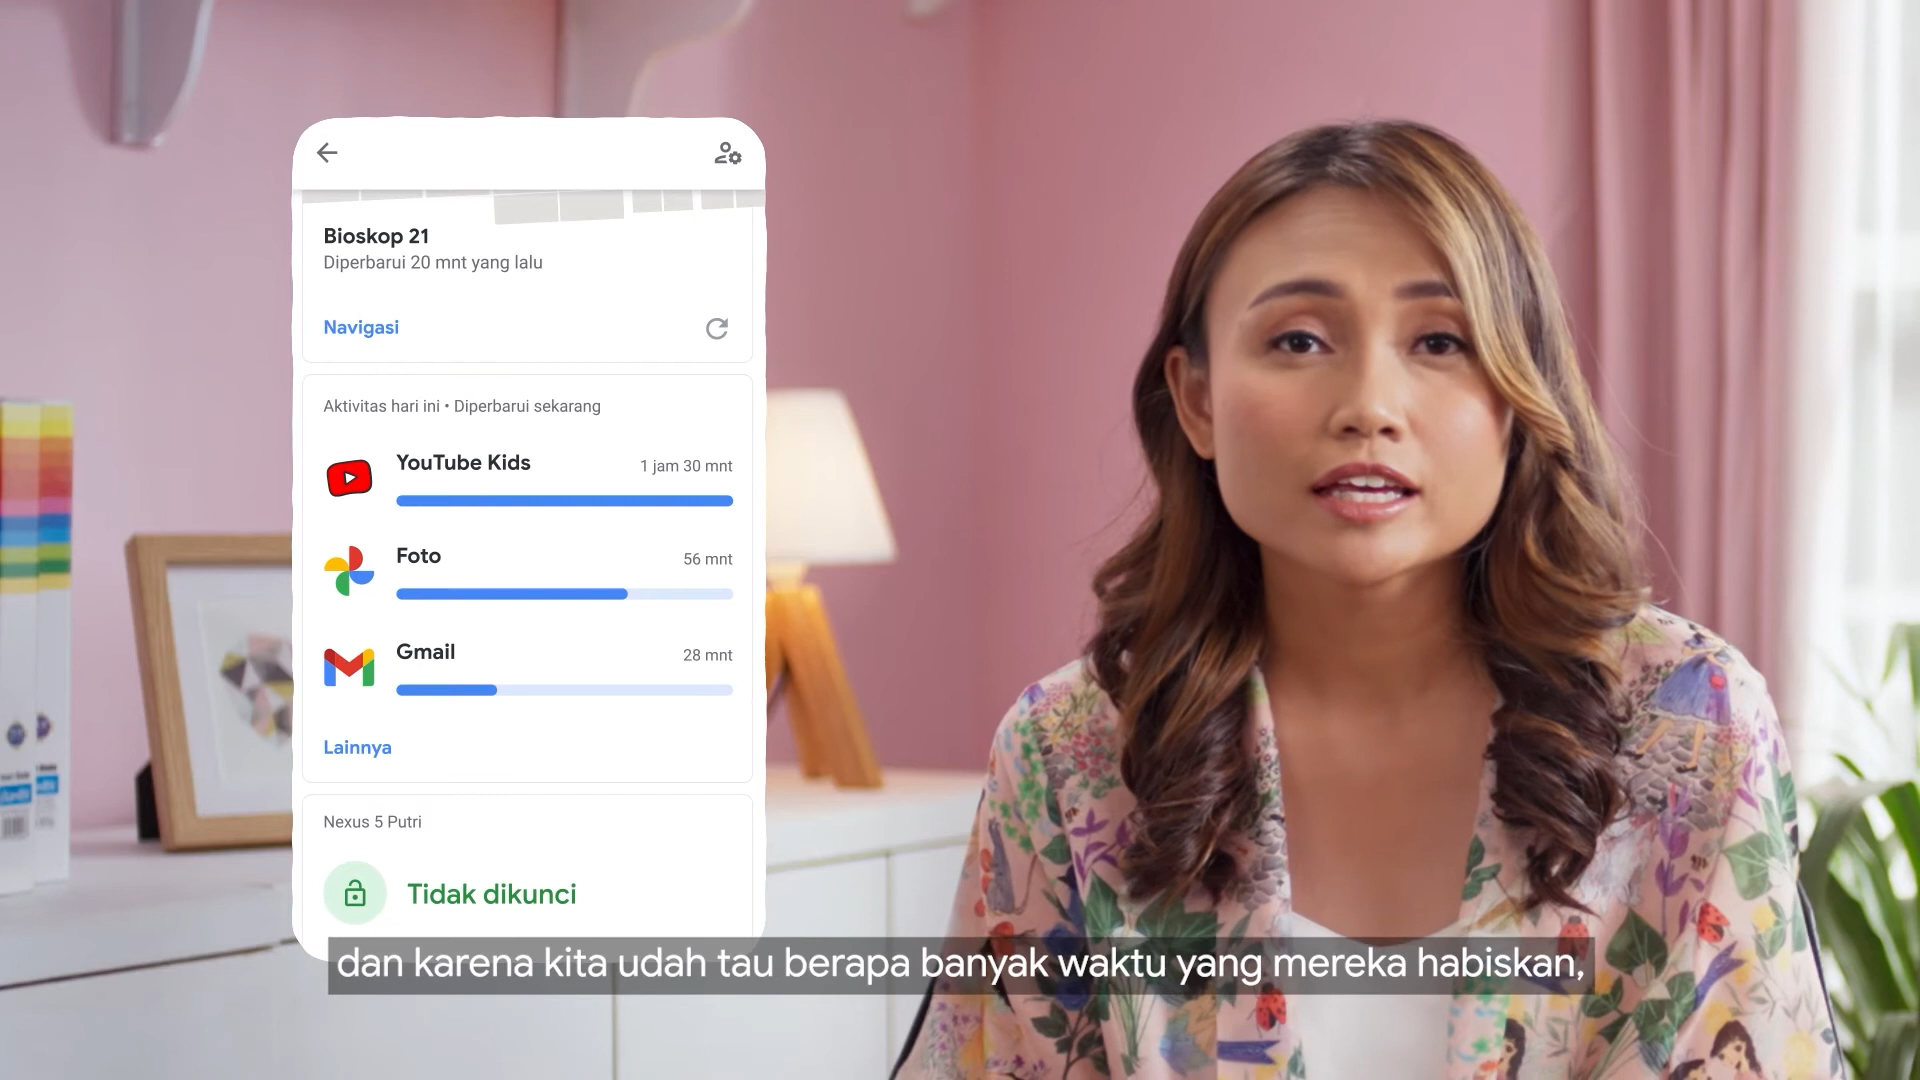 Bioskop 21
Diperbarui 20 mnt yang lalu
Navigasi
Aktivitas hari ini • Diperbarui sekarang
YouTube Kids
1 jam 30 mnt
Foto
56 mnt
Gmail
28 mnt
Lainnya
Nexus 5 Putri
Tidak dikunci
dan karena kita udah tau berapa banyak waktu yang mereka habiskan,